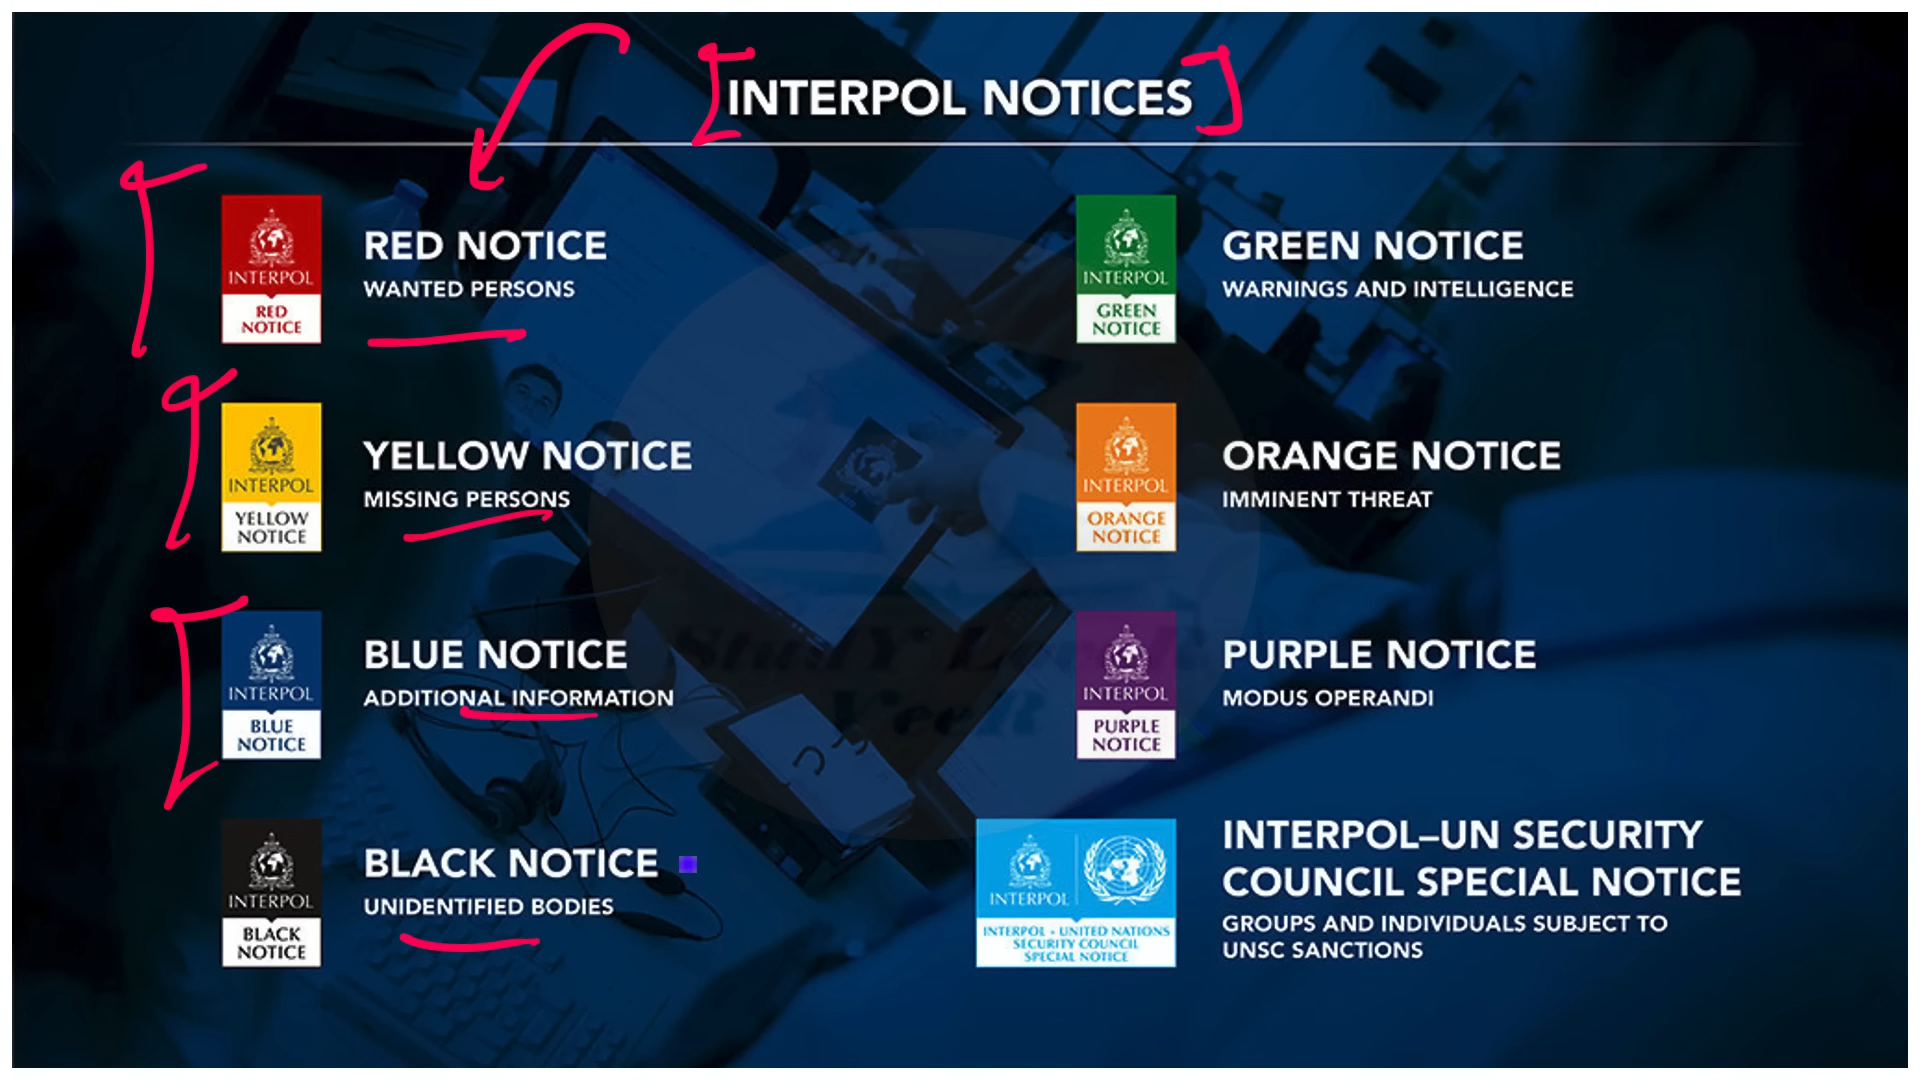 INTERPOL NOTICES
INTERPOL
RED
NOTICE
RED NOTICE
WANTED PERSONS
INTERPOL
YELLOW
NOTICE
YELLOW NOTICE
MISSING PERSONS
INTERPOL
BLUE
NOTICE
BLUE NOTICE
ADDITIONAL INFORMATION
INTERPOL
BLACK
NOTICE
BLACK NOTICE
UNIDENTIFIED BODIES
INTERPOL
GREEN
NOTICE
GREEN NOTICE
WARNINGS AND INTELLIGENCE
INTERPOL
ORANGE
NOTICE
ORANGE NOTICE
IMMINENT THREAT
INTERPOL
PURPLE
NOTICE
PURPLE NOTICE
MODUS OPERANDI
INTERPOL
INTERPOL - UNITED NATIONS
SECURITY COUNCIL
SPECIAL NOTICE
INTERPOL–UN SECURITY
COUNCIL SPECIAL NOTICE
GROUPS AND INDIVIDUALS SUBJECT TO
UNSC SANCTIONS
StudY
VeeR